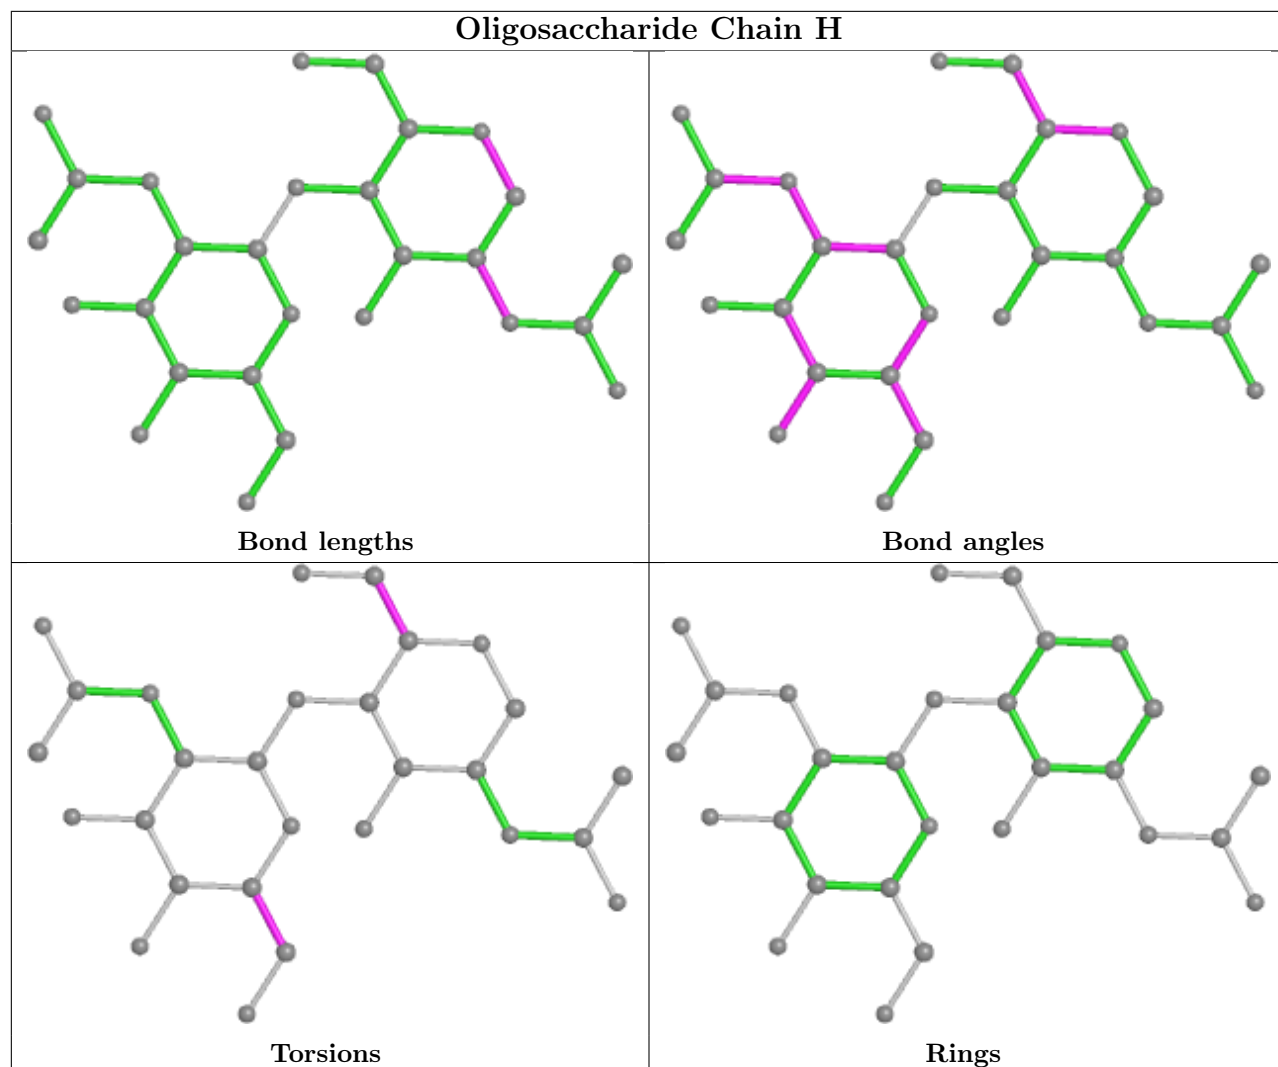 Oligosaccharide Chain H
Bond lengths
Bond angles
Torsions
Rings